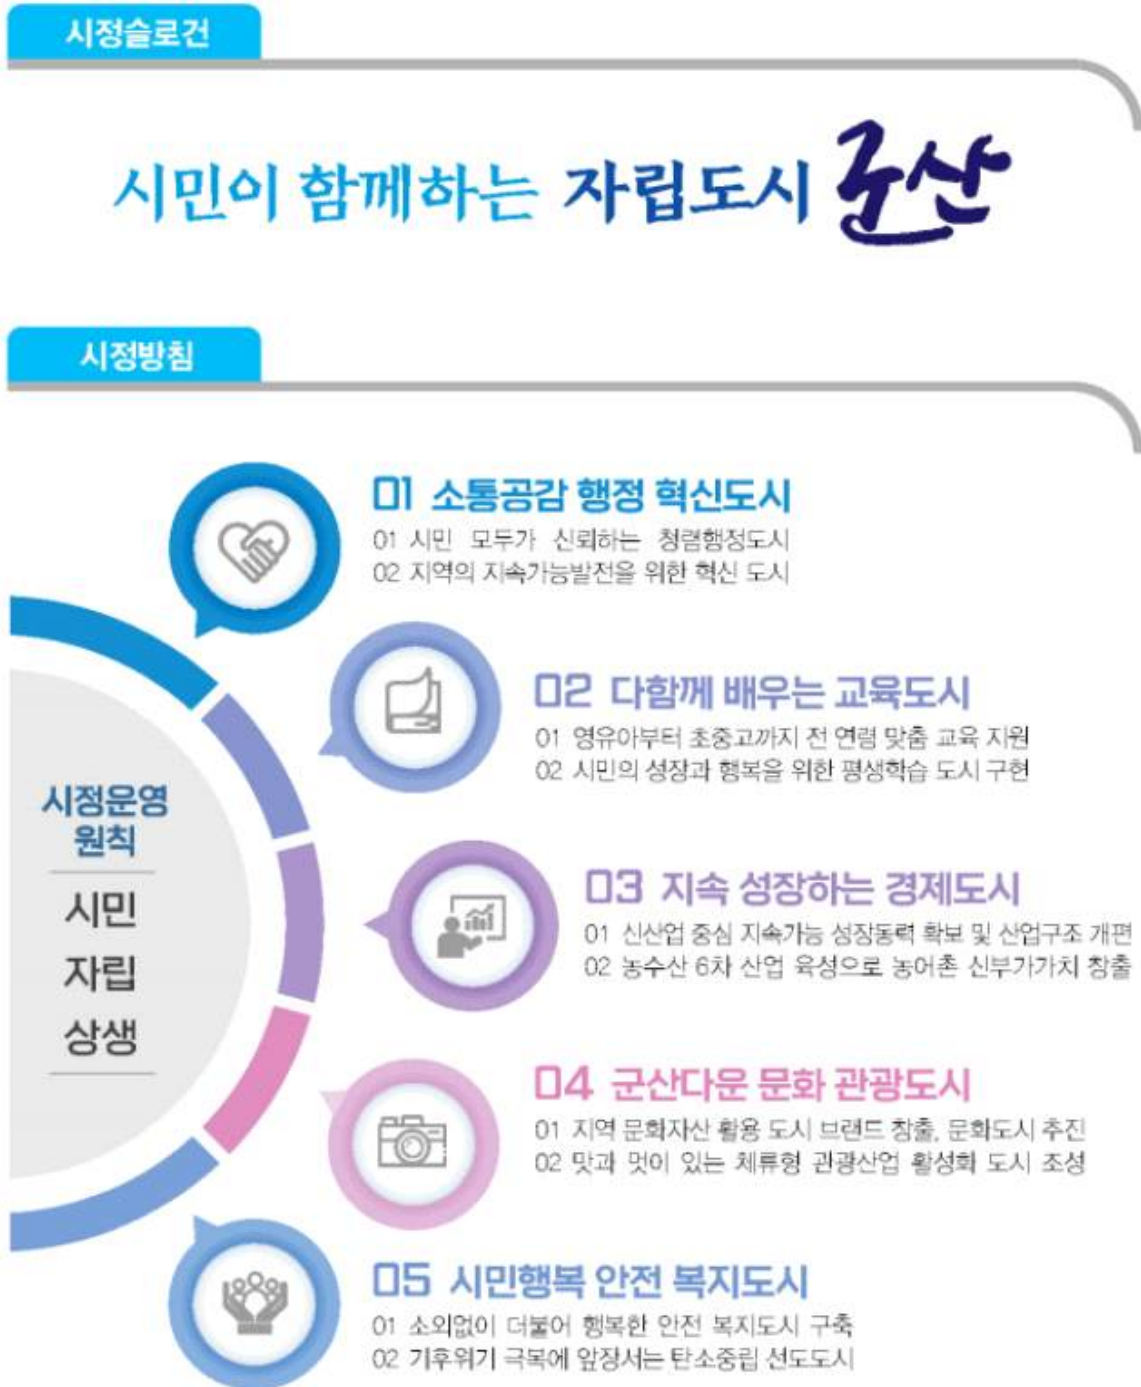 시정슬로건
시민이 함께하는 자립도시 군산
시정방침
01 소통공감 행정 혁신도시
01 시민 모두가 신뢰하는 청렴행정도시
02 지역의 지속가능발전을 위한 혁신 도시
02 다함께 배우는 교육도시
01 영유아부터 초중고까지 전 연령 맞춤 교육 지원
02 시민의 성장과 행복을 위한 평생학습 도시 구현
시정운영
원칙
시민
자립
상생
03 지속 성장하는 경제도시
01 신산업 중심 지속가능 성장동력 확보 및 산업구조 개편
02 농수산 6차 산업 육성으로 농어촌 신부가가치 창출
04 군산다운 문화 관광도시
01 지역 문화자산 활용 도시 브랜드 창출, 문화도시 추진
02 맛과 멋이 있는 체류형 관광산업 활성화 도시 조성
05 시민행복 안전 복지도시
01 소외없이 더불어 행복한 안전 복지도시 구축
02 기후위기 극복에 앞장서는 탄소중립 선도도시